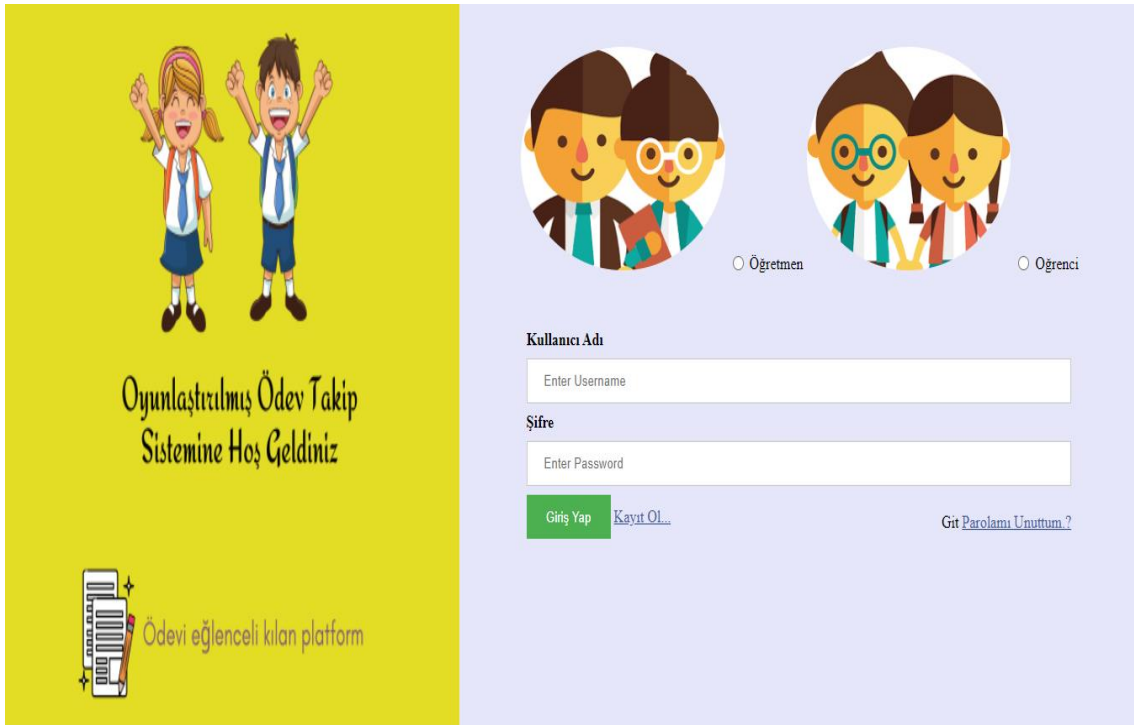 Oyunlaştırılmış Ödev Takip
Sistemine Hoş Geldiniz
Ödevi eğlenceli kılan platform
Öğretmen
Oğrenci
Kullanıcı Adı
Enter Username
Şifre
Enter Password
Giriş Yap Kayıt Ol... Git Parolamı Unuttum.?